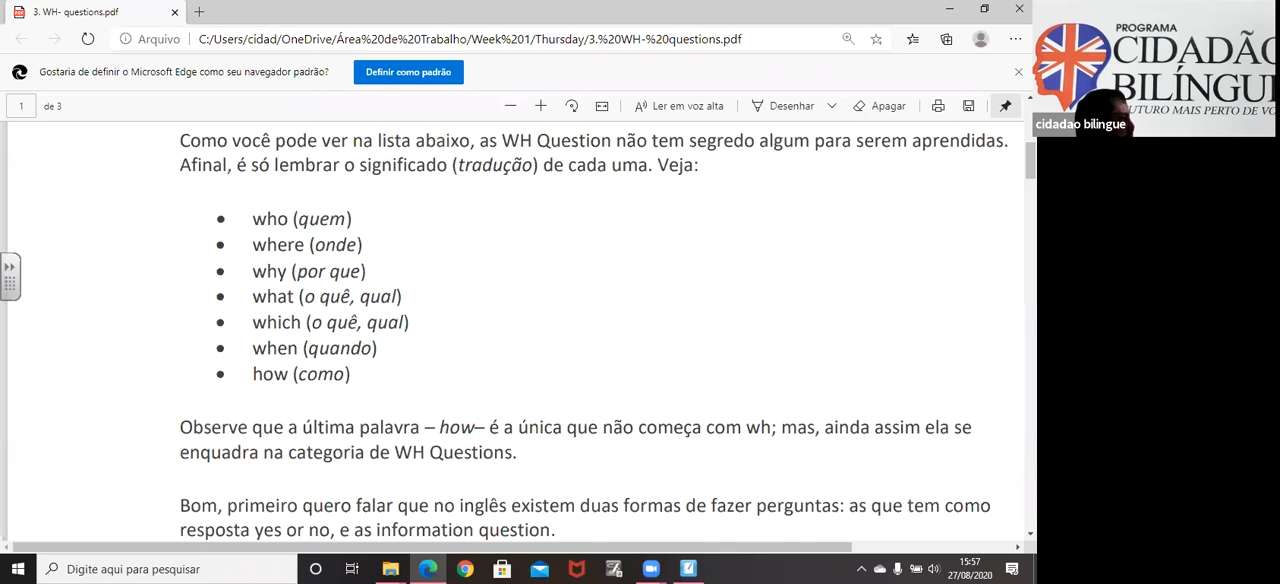 3. WH- questions.pdf
Arquivo
C:/Users/cidad/OneDrive/Área%20de%20Trabalho/Week%201/Thursday/3.%20WH-%20questions.pdf
Gostaria de definir o Microsoft Edge como seu navegador padrão?
Definir como padrão
1 de 3
Ler em voz alta
Desenhar
Apagar
Como você pode ver na lista abaixo, as WH Question não tem segredo algum para serem aprendidas.
Afinal, é só lembrar o significado (tradução) de cada uma. Veja:
• who (quem)
• where (onde)
• why (por que)
• what (o quê, qual)
• which (o quê, qual)
• when (quando)
• how (como)
Observe que a última palavra – how– é a única que não começa com wh; mas, ainda assim ela se
enquadra na categoria de WH Questions.
Bom, primeiro quero falar que no inglês existem duas formas de fazer perguntas: as que tem como
resposta yes or no, e as information question.
PROGRAMA
CIDADÃO
BILÍNGU
UTURO MAIS PERTO DE VO
cidadao bilingue
Digite aqui para pesquisar
15:57
27/08/2020